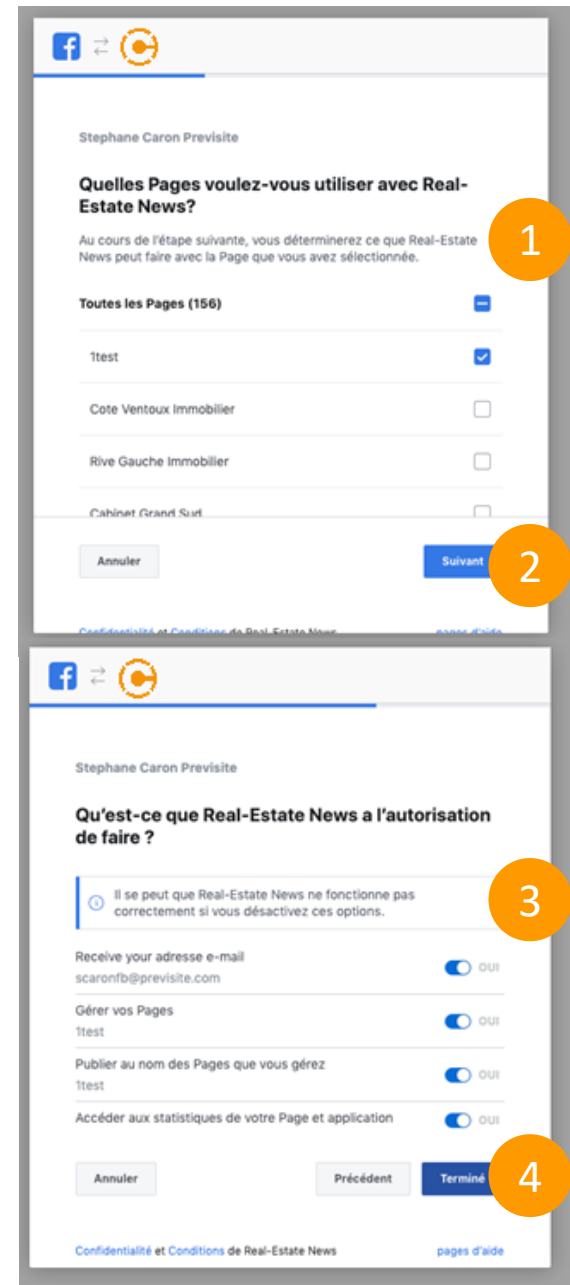 Stephane Caron Previsite
Quelles Pages voulez-vous utiliser avec Real-
Estate News?
Au cours de l'étape suivante, vous déterminerez ce que Real-Estate
News peut faire avec la Page que vous avez sélectionnée.
1
Toutes les Pages (156)
1test
Cote Ventoux Immobilier
Rive Gauche Immobilier
Cabinet Grand Sud
Annuler
Suivant
2
Confidentialité et Conditions de Real-Estate News
pages d'aide
Stephane Caron Previsite
Qu'est-ce que Real-Estate News a l'autorisation
de faire ?
Il se peut que Real-Estate News ne fonctionne pas
correctement si vous désactivez ces options.
3
Receive your adresse e-mail
scaronfb@previsite.com
OUI
Gérer vos Pages
1test
OUI
Publier au nom des Pages que vous gérez
1test
OUI
Accéder aux statistiques de votre Page et application
OUI
Annuler
Précédent
Terminé
4
Confidentialité et Conditions de Real-Estate News
pages d'aide